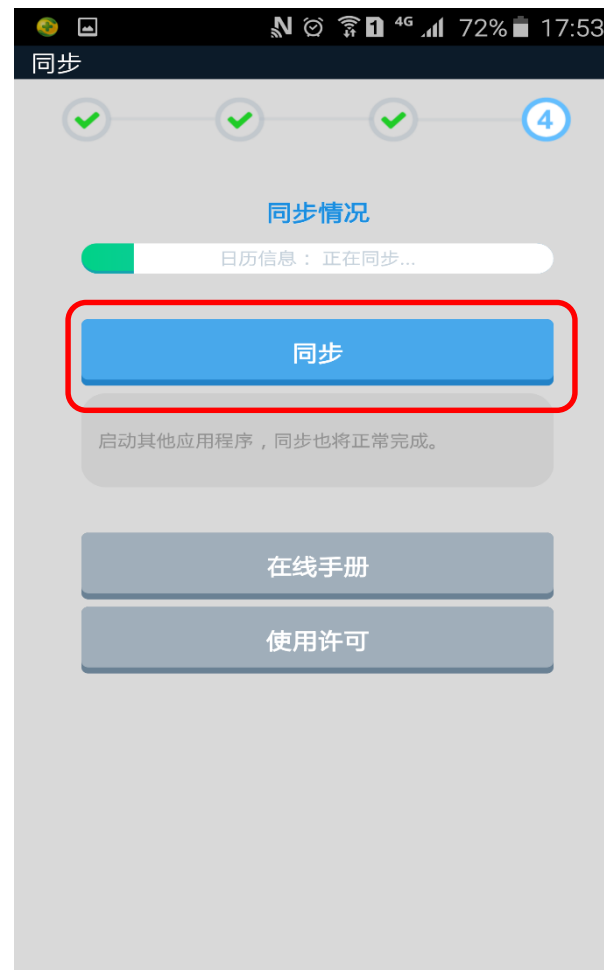 1 4G 72% 17:53
同步
4
同步情况
日历信息： 正在同步...
同步
启动其他应用程序，同步也将正常完成。
在线手册
使用许可